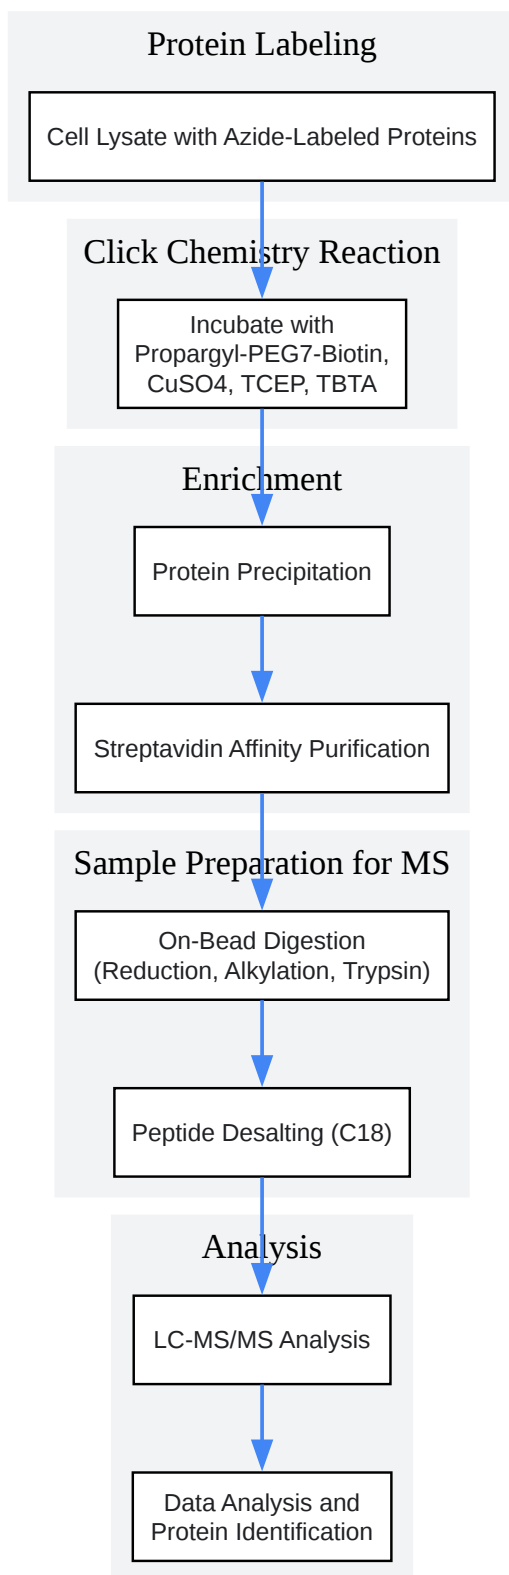 Protein Labeling
Cell Lysate with Azide-Labeled Proteins
Click Chemistry Reaction
Incubate with
Propargyl-PEG7-Biotin,
CuSO4, TCEP, TBTA
Enrichment
Protein Precipitation
Streptavidin Affinity Purification
Sample Preparation for MS
On-Bead Digestion
(Reduction, Alkylation, Trypsin)
Peptide Desalting (C18)
Analysis
LC-MS/MS Analysis
Data Analysis and
Protein Identification